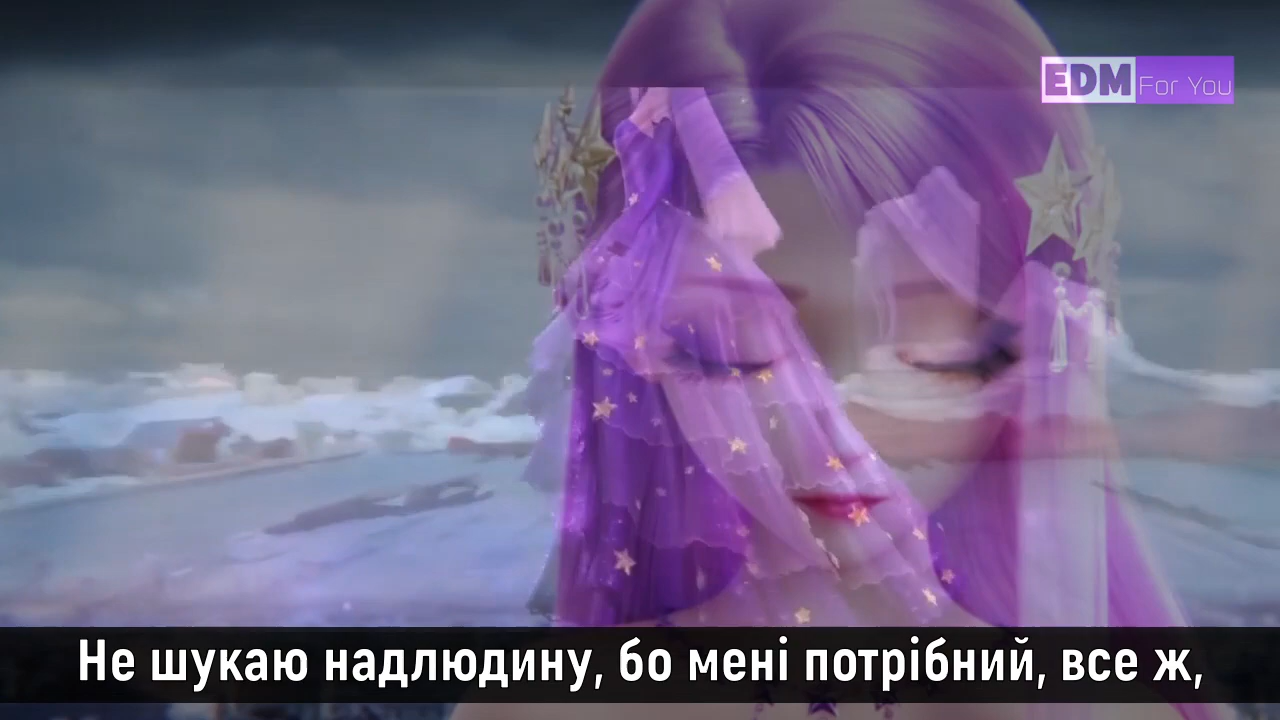 EDM For You
Не шукаю надлюдину, бо мені потрібний, все ж,